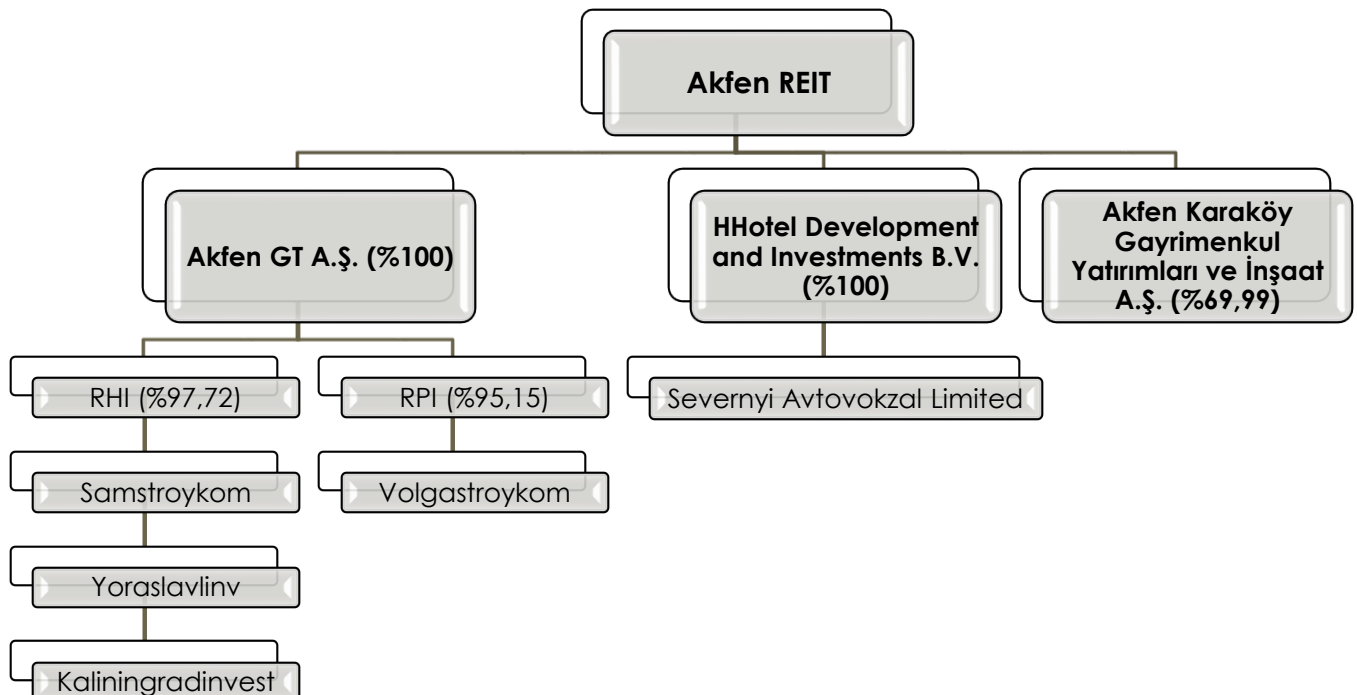 Akfen REIT
Akfen GT A.Ş. (%100)
HHotel Development
and Investments B.V.
(%100)
Akfen Karaköy
Gayrimenkul
Yatırımları ve İnşaat
A.Ş. (%69,99)
RHI (%97,72)
RPI (%95,15)
Severnyi Avtovokzal Limited
Samstroykom
Volgastroykom
Yoraslavlinv
Kaliningradinvest